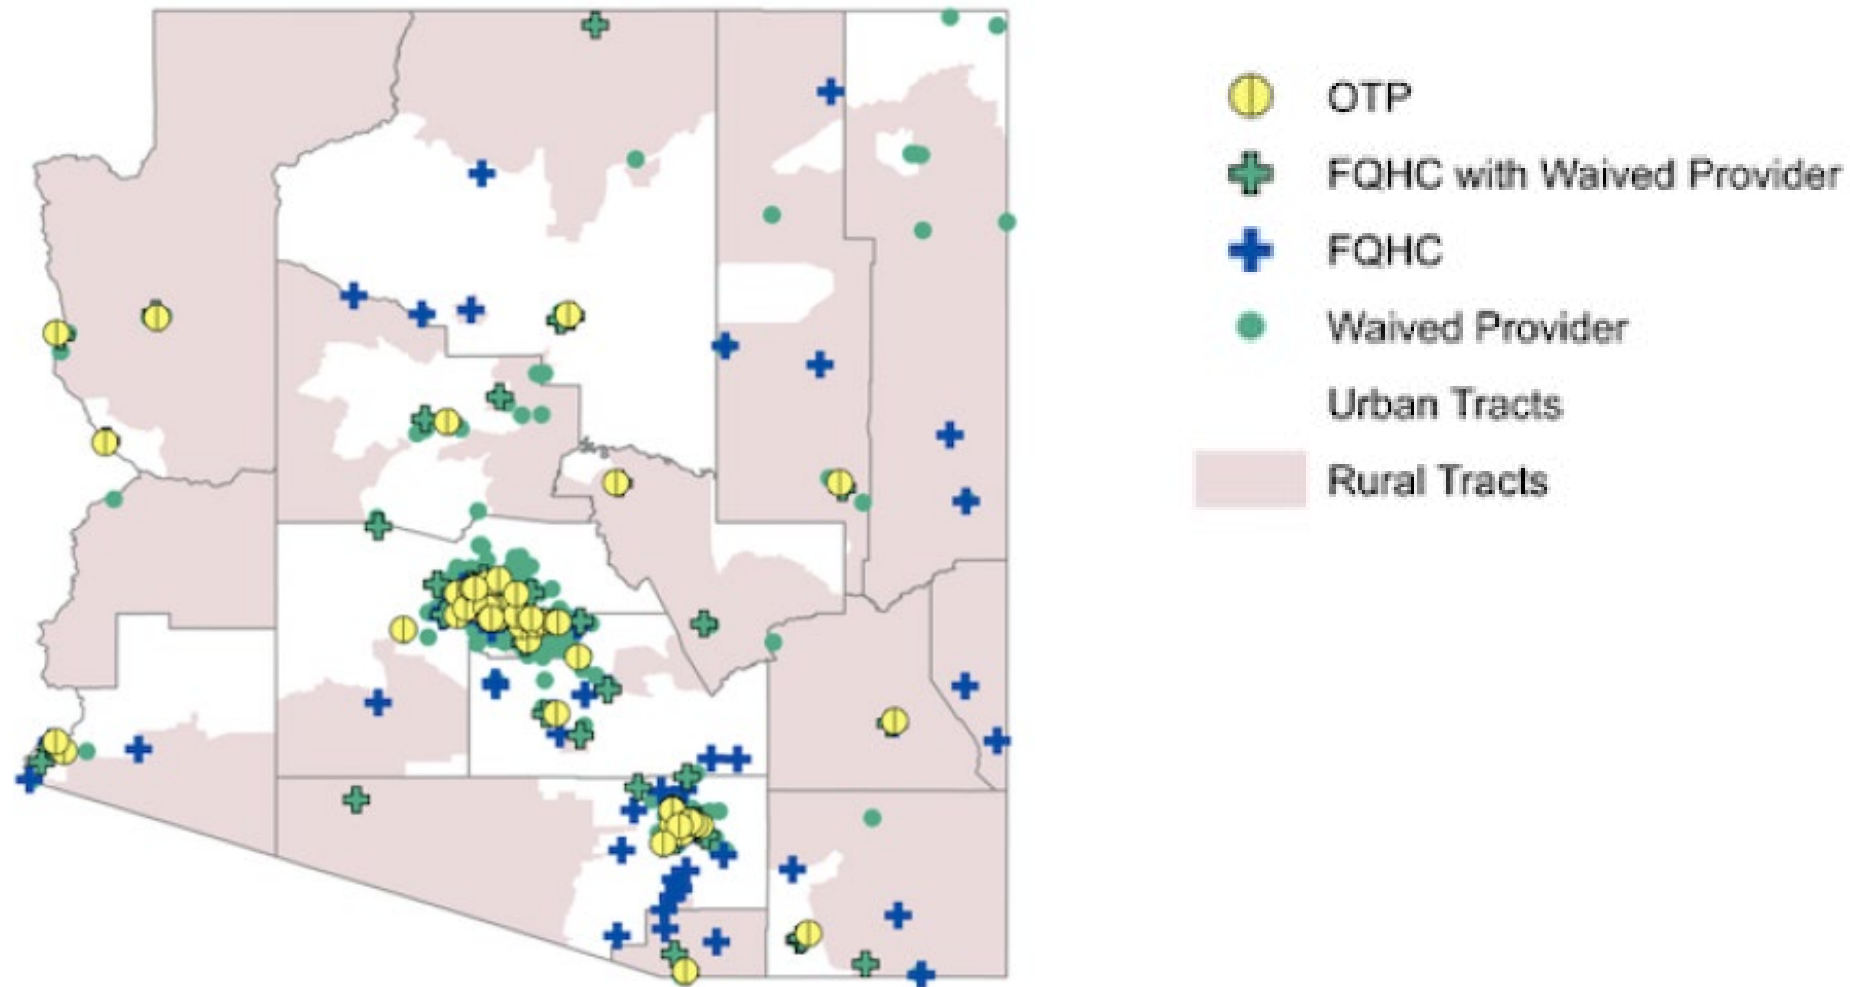 OTP
FQHC with Waived Provider
FQHC
Waived Provider
Urban Tracts
Rural Tracts